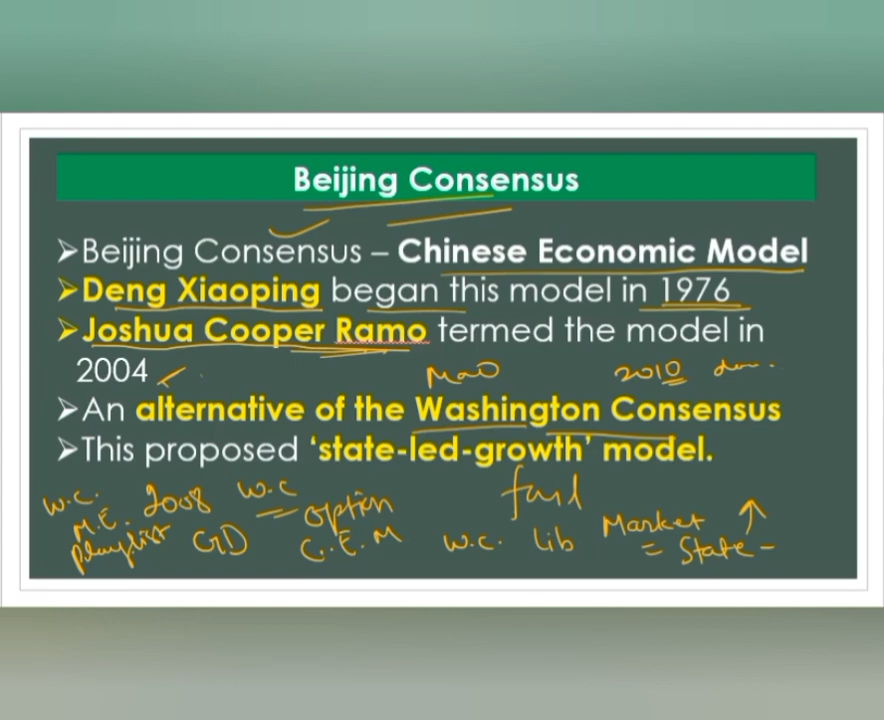 Beijing Consensus
➤Beijing Consensus – Chinese Economic Model
➤Deng Xiaoping began this model in 1976
➤Joshua Cooper Ramo termed the model in
2004
Mao 2010
➤An alternative of the Washington Consensus
➤This proposed ‘state-led-growth’ model.
W.C. 2008 W.C
M.E. option
Playlist GD C.E.M W.C. Lib Market ↑
= State -